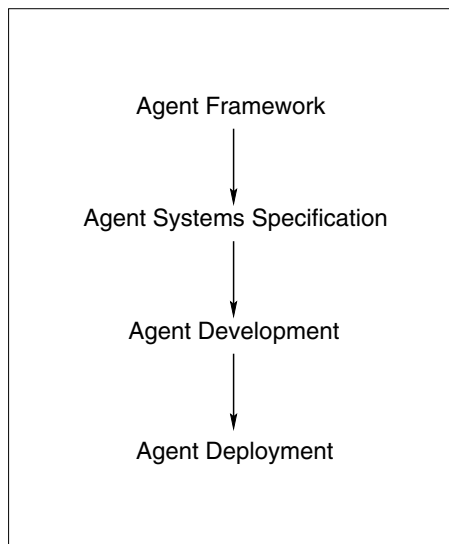 Agent Framework
Agent Systems Specification
Agent Development
Agent Deployment